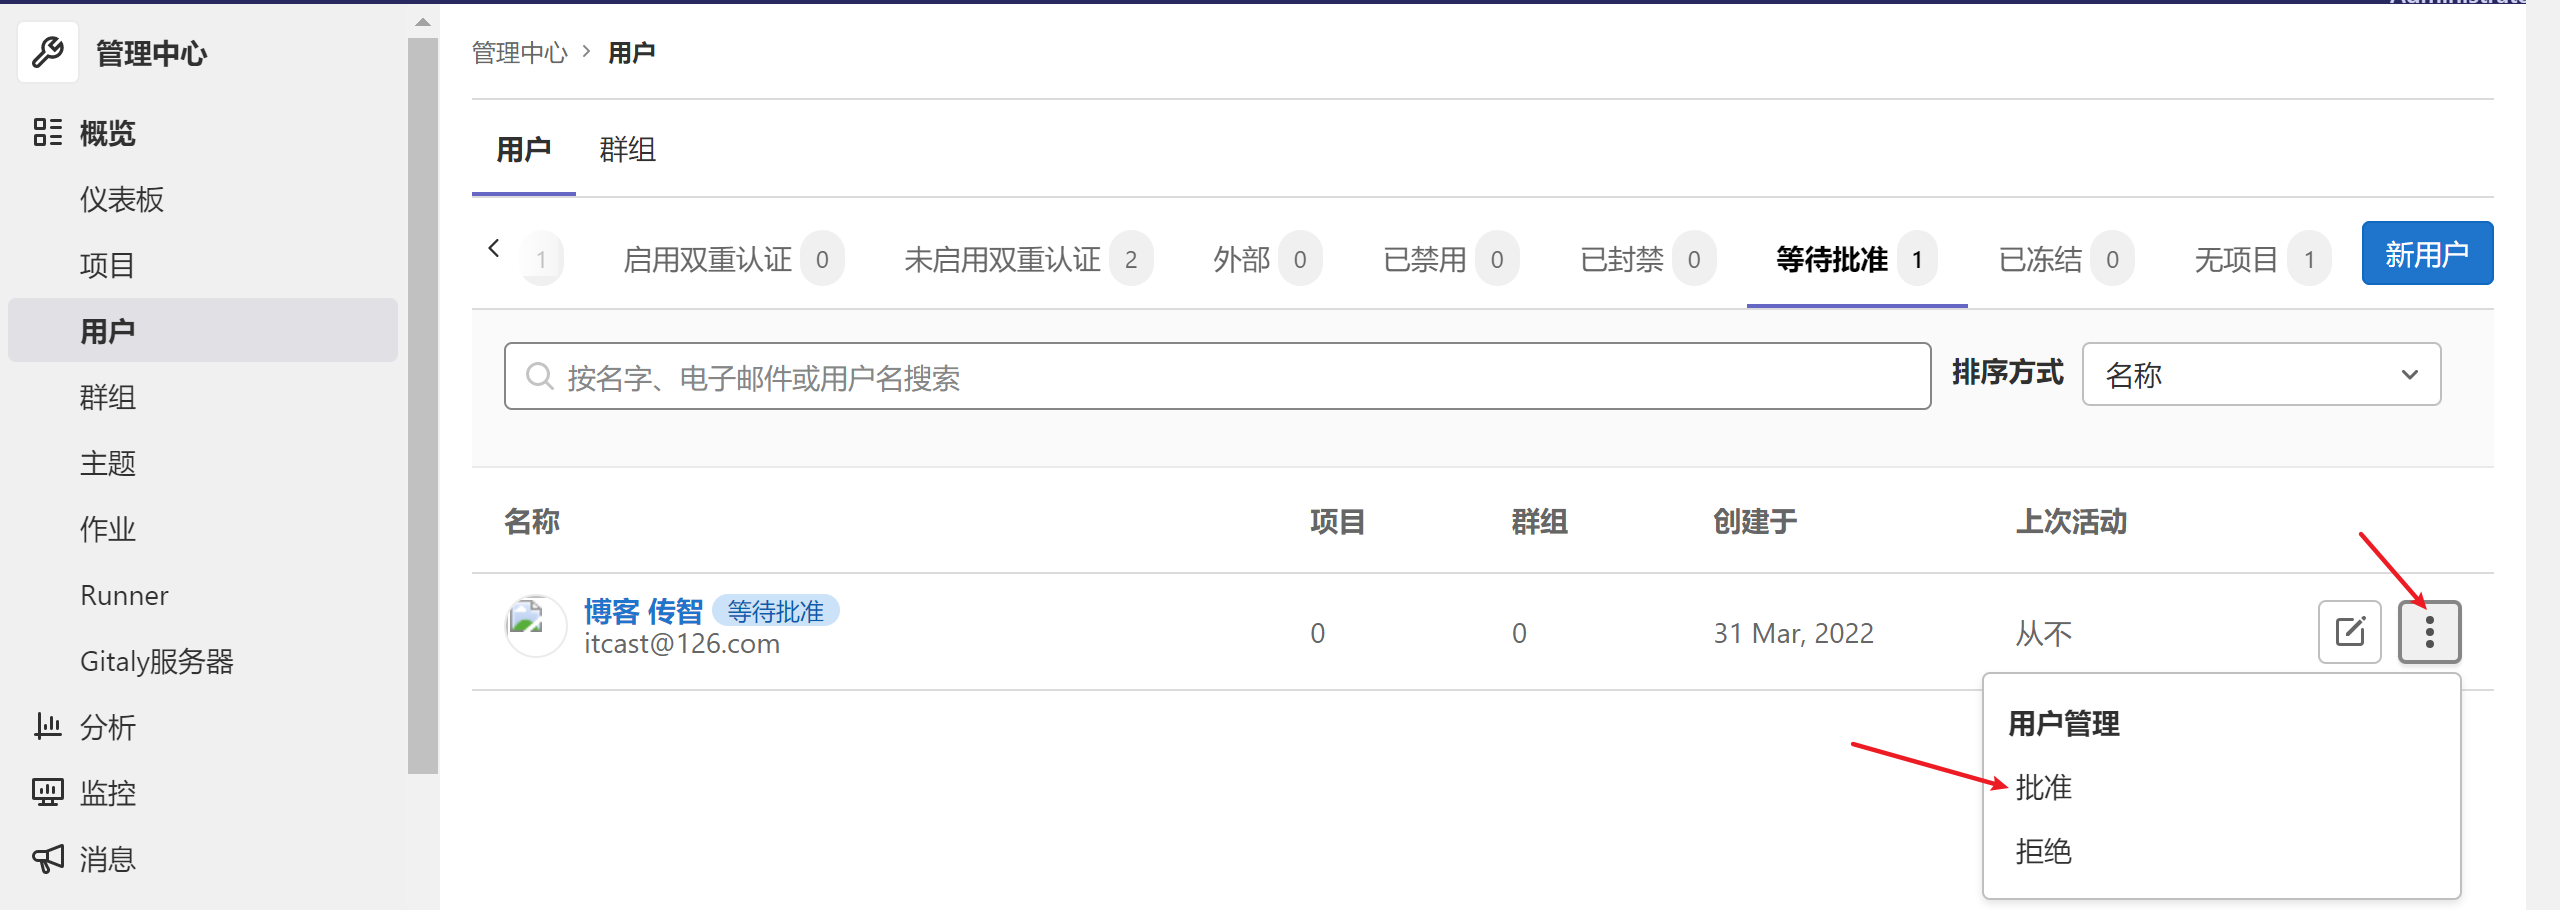 管理中心
概览
仪表板
项目
用户
群组
主题
作业
Runner
Gitaly服务器
分析
监控
消息
管理中心 > 用户
用户 群组
1 启用双重认证 0 未启用双重认证 2 外部 0 已禁用 0 已封禁 0 等待批准 1 已冻结 0 无项目 1 新用户
按名字、电子邮件或用户名搜索 排序方式 名称
名称 项目 群组 创建于 上次活动
博客 传智 等待批准
itcast@126.com 0 0 31 Mar, 2022 从不
用户管理
批准
拒绝